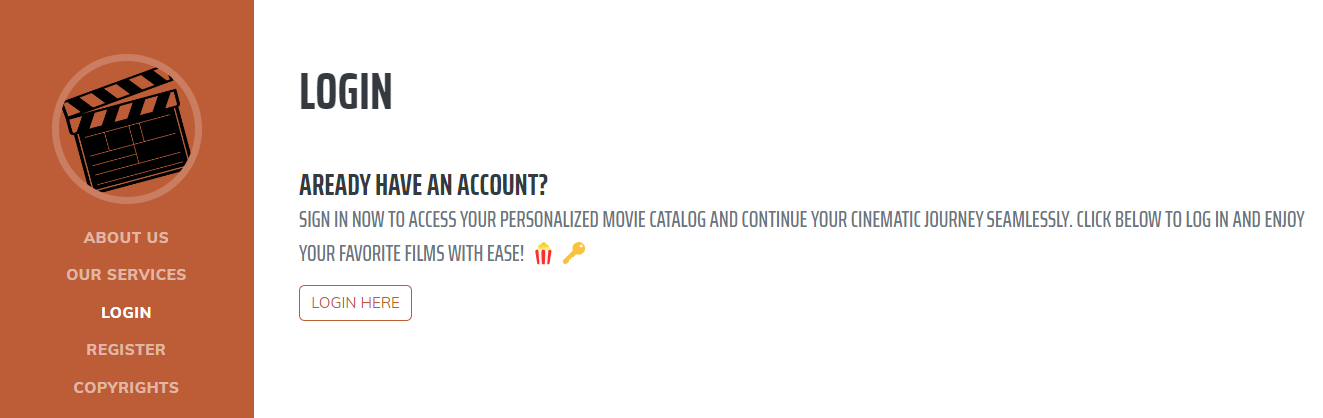 ABOUT US
OUR SERVICES
LOGIN
REGISTER
COPYRIGHTS
LOGIN
AREADY HAVE AN ACCOUNT?
SIGN IN NOW TO ACCESS YOUR PERSONALIZED MOVIE CATALOG AND CONTINUE YOUR CINEMATIC JOURNEY SEAMLESSLY. CLICK BELOW TO LOG IN AND ENJOY
YOUR FAVORITE FILMS WITH EASE! 🍿 🔑
LOGIN HERE